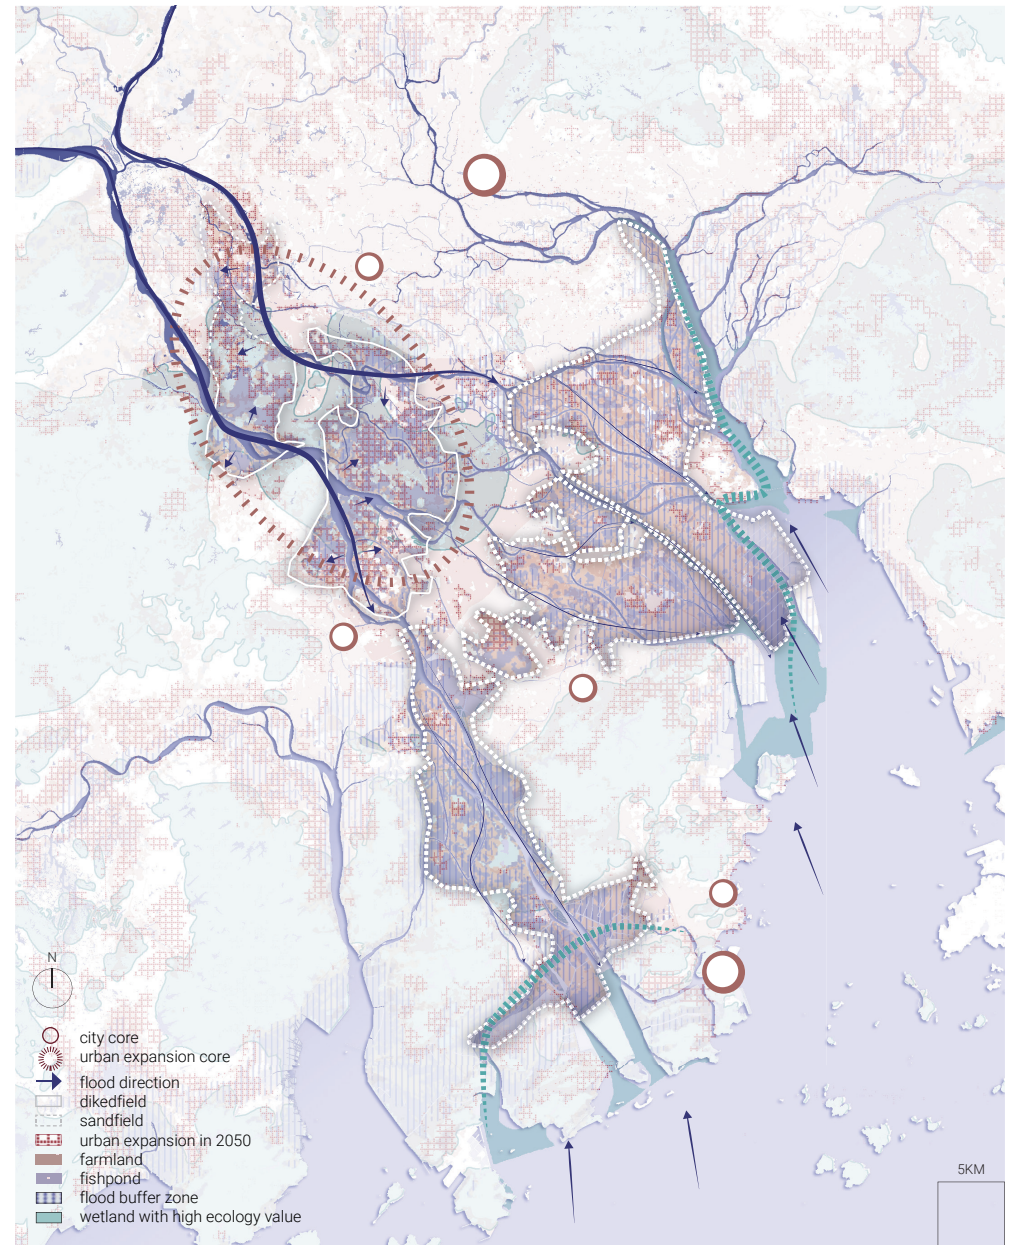 N
city core
urban expansion core
flood direction
dikedfield
sandfield
urban expansion in 2050
farmland
fishpond
flood buffer zone
wetland with high ecology value
5KM